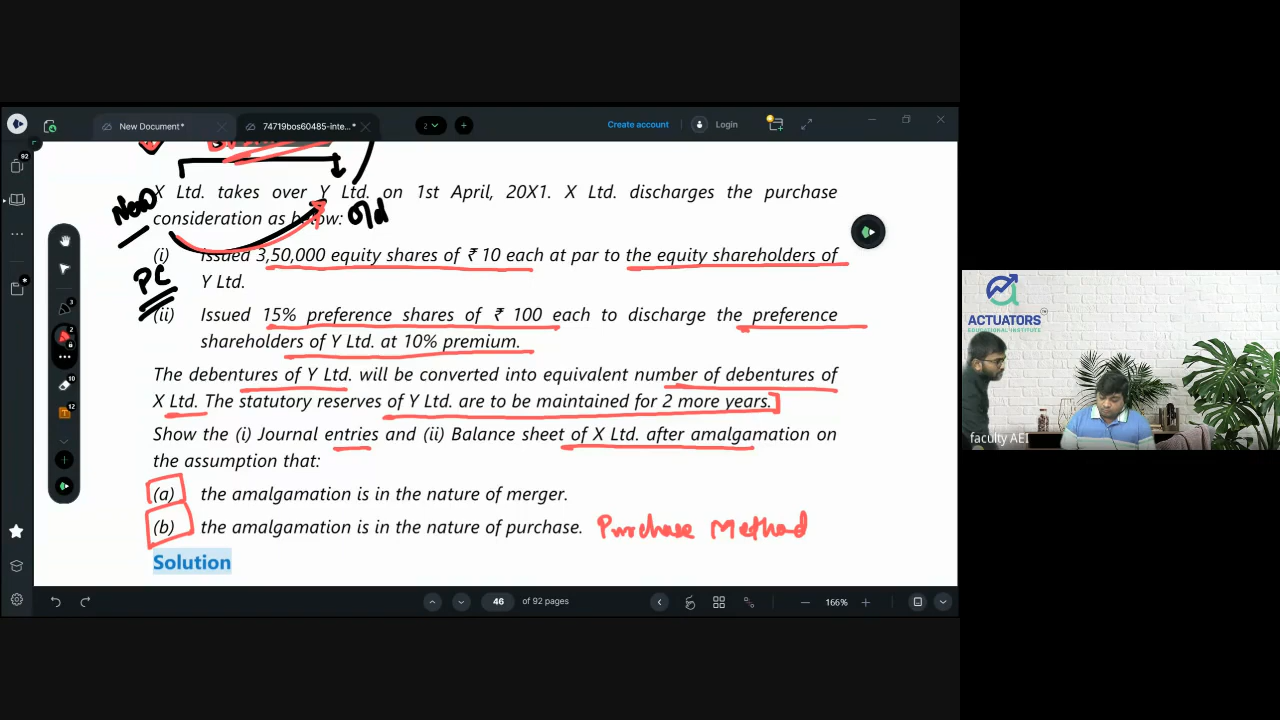 New Document*
74719bos60485-inte...*
2
Create account
Login
92
X Ltd. takes over Y Ltd. on 1st April, 20X1. X Ltd. discharges the purchase
New
consideration as below: old
(i) Issued 3,50,000 equity shares of ₹ 10 each at par to the equity shareholders of
Y Ltd.
PC
(ii) Issued 15% preference shares of ₹ 100 each to discharge the preference
shareholders of Y Ltd. at 10% premium.
The debentures of Y Ltd. will be converted into equivalent number of debentures of
X Ltd. The statutory reserves of Y Ltd. are to be maintained for 2 more years.
Show the (i) Journal entries and (ii) Balance sheet of X Ltd. after amalgamation on
the assumption that:
(a) the amalgamation is in the nature of merger.
(b) the amalgamation is in the nature of purchase. Purchase Method
Solution
46 of 92 pages
166%
3
2
10
12
ACTUATORS
EDUCATIONAL INSTITUTE
faculty AEI